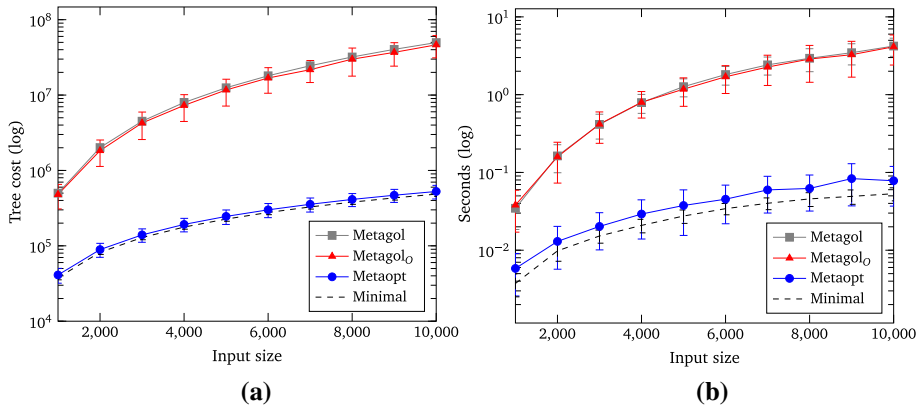 10^8
10^7
10^6
10^5
10^4
Tree cost (log)
2,000 4,000 6,000 8,000 10,000
Input size
Metagol
Metagol_O
Metaopt
Minimal
(a)
10^1
10^0
10^-1
10^-2
Seconds (log)
2,000 4,000 6,000 8,000 10,000
Input size
Metagol
Metagol_O
Metaopt
Minimal
(b)